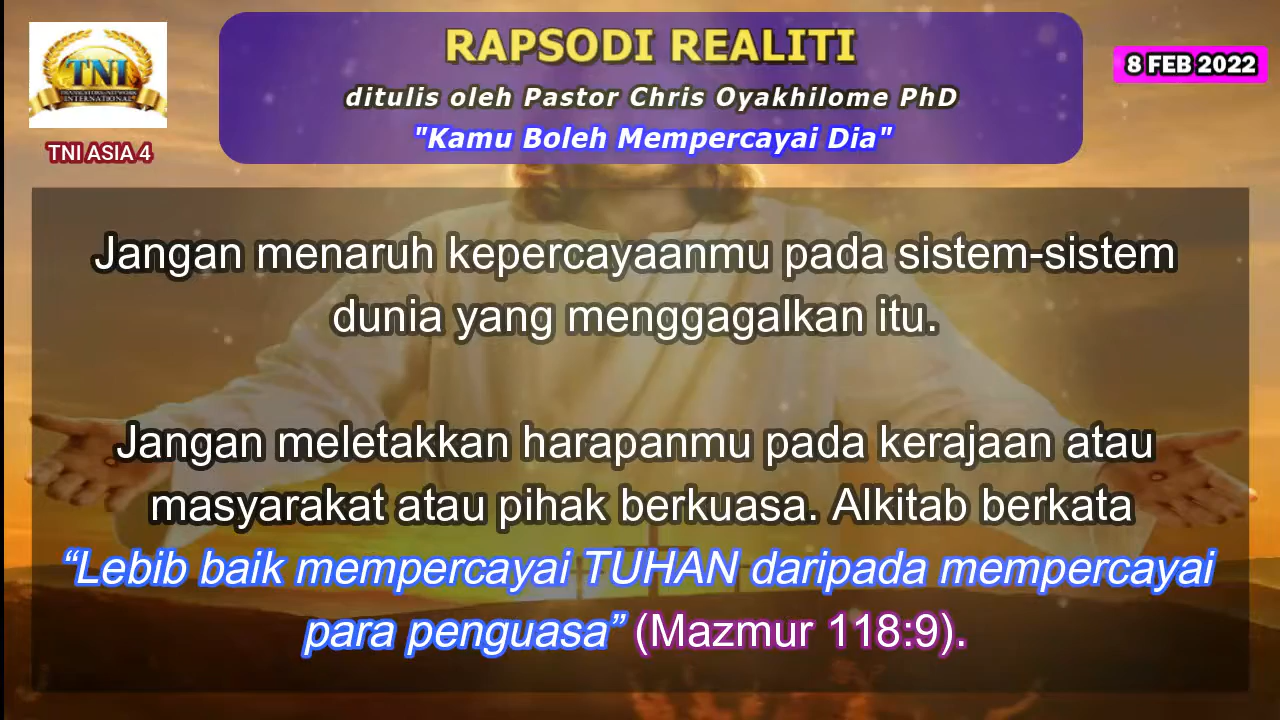 TNI
INTERNATIONAL
TNI ASIA 4
RAPSODI REALITI
ditulis oleh Pastor Chris Oyakhilome PhD
"Kamu Boleh Mempercayai Dia"
8 FEB 2022
Jangan menaruh kepercayaanmu pada sistem-sistem
dunia yang menggagalkan itu.
Jangan meletakkan harapanmu pada kerajaan atau
masyarakat atau pihak berkuasa. Alkitab berkata
“Lebib baik mempercayai TUHAN daripada mempercayai
para penguasa” (Mazmur 118:9).